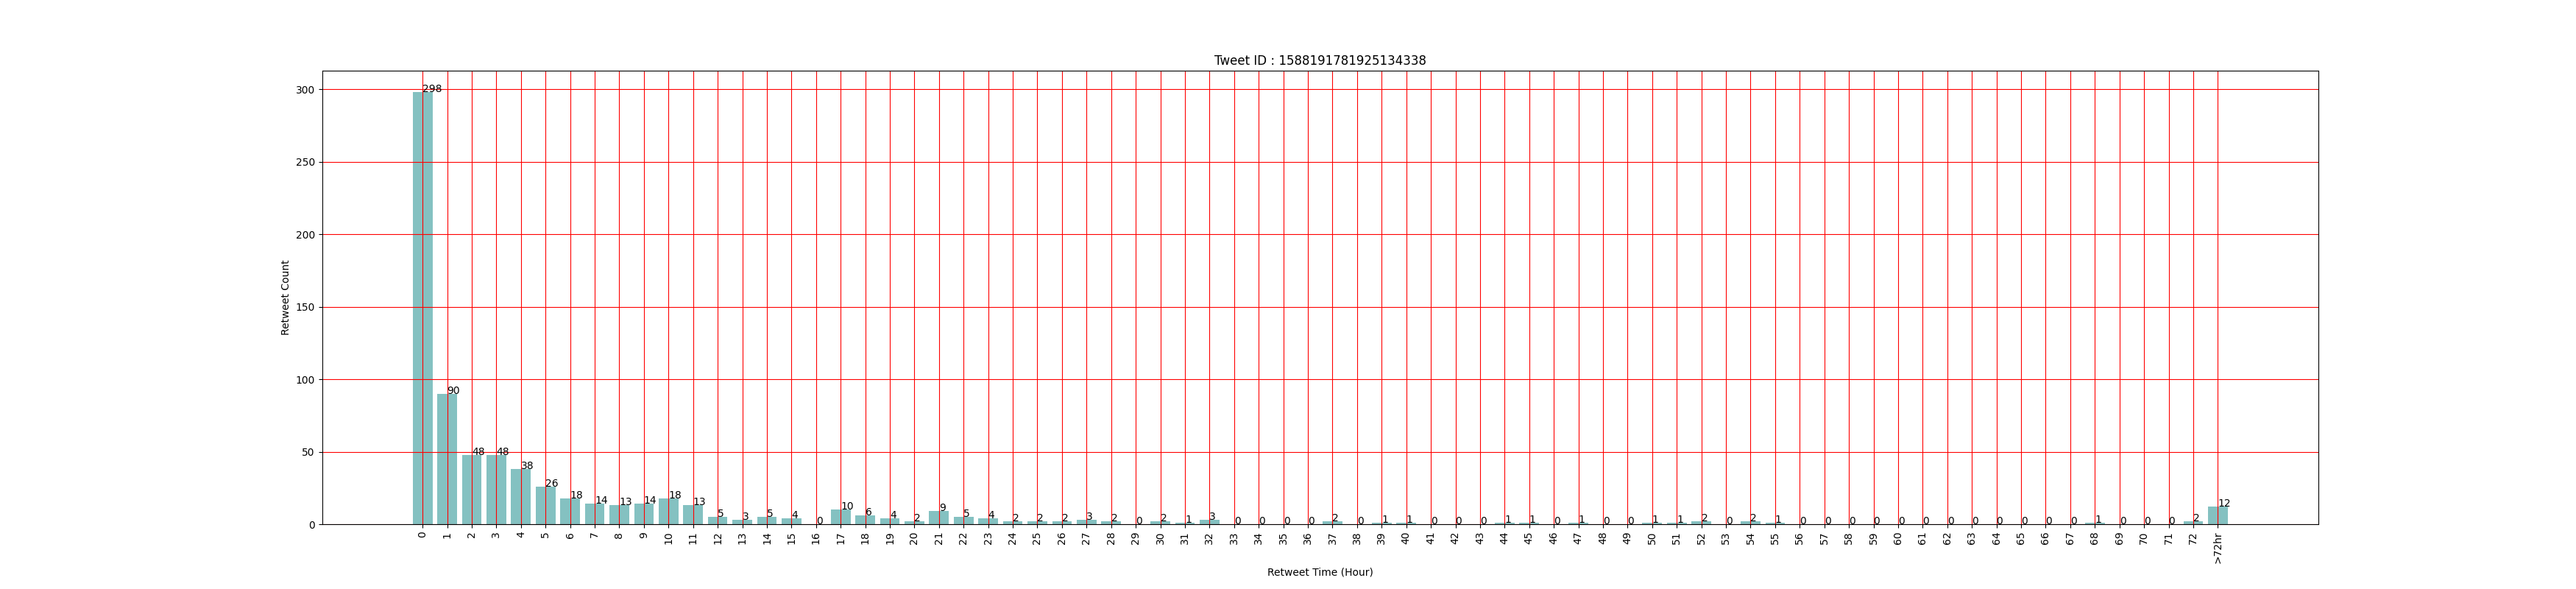 Tweet ID : 1588191781925134338
300
250
200
150
100
50
0
Retweet Count
298 90 48 48 38 26 18 14 13 14 18 13 5 3 5 4 0 10 6 4 2 9 5 4 2 2 2 3 2 0 2 1 3 0 0 0 0 2 0 1 1 0 0 0 1 1 0 1 0 0 1 1 2 0 2 1 0 0 0 0 0 0 0 0 0 0 0 0 1 0 0 0 2 12
0 1 2 3 4 5 6 7 8 9 10 11 12 13 14 15 16 17 18 19 20 21 22 23 24 25 26 27 28 29 30 31 32 33 34 35 36 37 38 39 40 41 42 43 44 45 46 47 48 49 50 51 52 53 54 55 56 57 58 59 60 61 62 63 64 65 66 67 68 69 70 71 72 >72hr
Retweet Time (Hour)